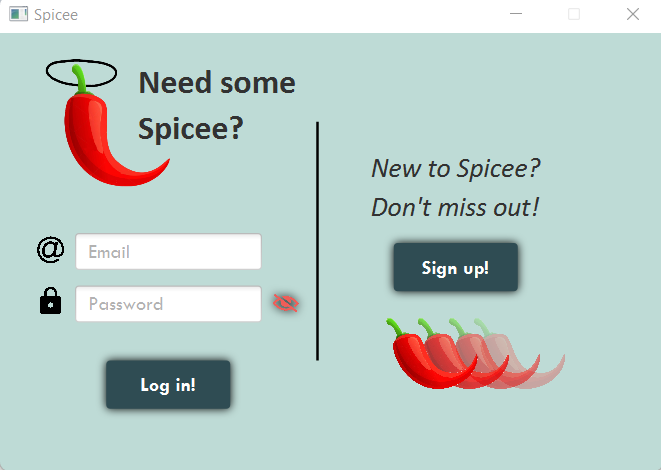 Spicee
Need some
Spicee?
@
Email
Password
Log in!
New to Spicee?
Don't miss out!
Sign up!